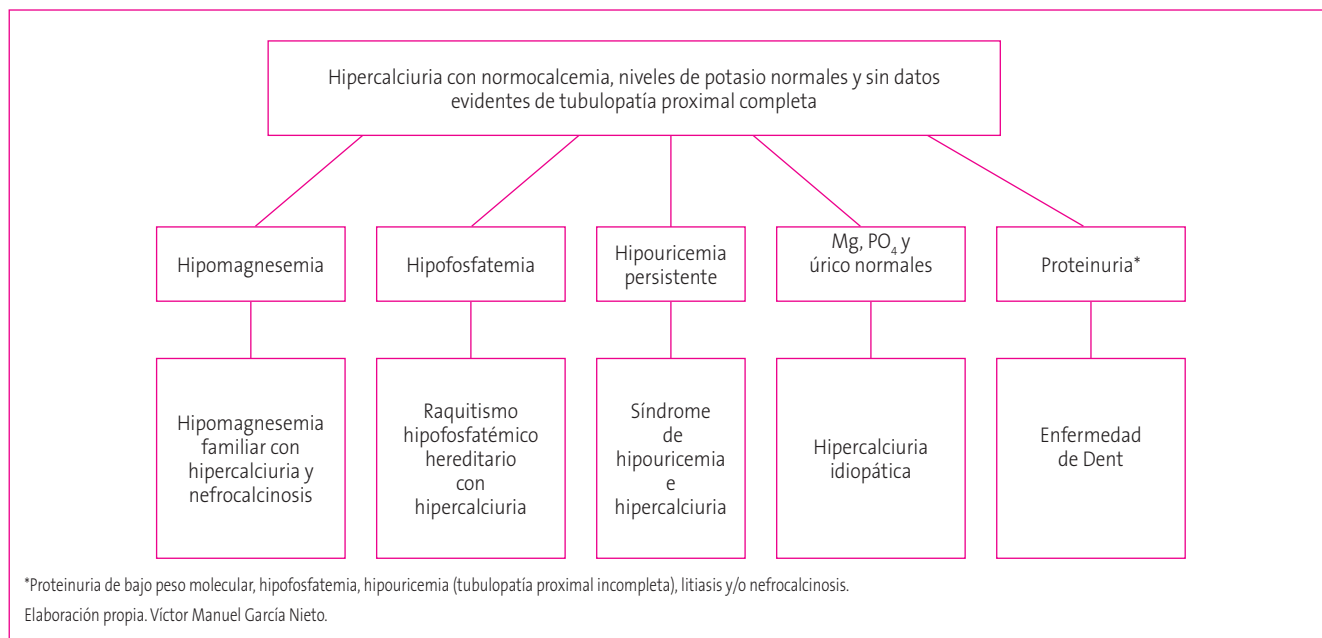 Hipercalciuria con normocalcemia, niveles de potasio normales y sin datos
evidentes de tubulopatía proximal completa
Hipomagnesemia
Hipofosfatemia
Hipouricemia
persistente
Mg, PO4 y
úrico normales
Proteinuria*
Hipomagnesemia
familiar con
hipercalciuria y
nefrocalcinosis
Raquitismo
hipofosfatémico
hereditario
con
hipercalciuria
Síndrome
de
hipouricemia
e
hipercalciuria
Hipercalciuria
idiopática
Enfermedad
de Dent
*Proteinuria de bajo peso molecular, hipofosfatemia, hipouricemia (tubulopatía proximal incompleta), litiasis y/o nefrocalcinosis.
Elaboración propia. Víctor Manuel García Nieto.